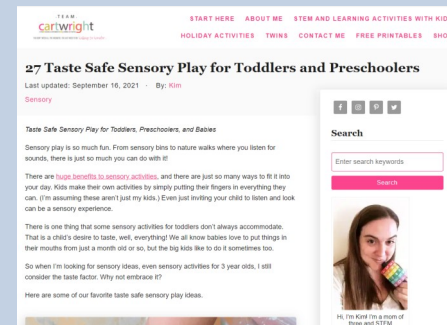 TEAM
cartwright
START HERE ABOUT ME STEM AND LEARNING ACTIVITIES WITH KID
HOLIDAY ACTIVITIES TWINS CONTACT ME FREE PRINTABLES SHO
27 Taste Safe Sensory Play for Toddlers and Preschoolers
Last updated: September 16, 2021 · By: Kim
Sensory
Taste Safe Sensory Play for Toddlers, Preschoolers, and Babies
Sensory play is so much fun. From sensory bins to nature walks where you listen for
sounds, there is just so much you can do with it!
There are huge benefits to sensory activities, and there are just so many ways to fit it into
your day. Kids make their own activities by simply putting their fingers in everything they
can. (I'm assuming these aren't just my kids.) Even just inviting your child to listen and look
can be a sensory experience.
There is one thing that some sensory activities for toddlers don't always accommodate.
That is a child's desire to taste, well, everything! We all know babies love to put things in
their mouths from just a month old or so, but the big kids like to do it sometimes too.
So when I'm looking for sensory ideas, even sensory activities for 3 year olds, I still
consider the taste factor. Why not embrace it?
Here are some of our favorite taste safe sensory play ideas.
Search
Enter search keywords
Search
Hi, I'm Kim! I'm a mom of
three and STEM